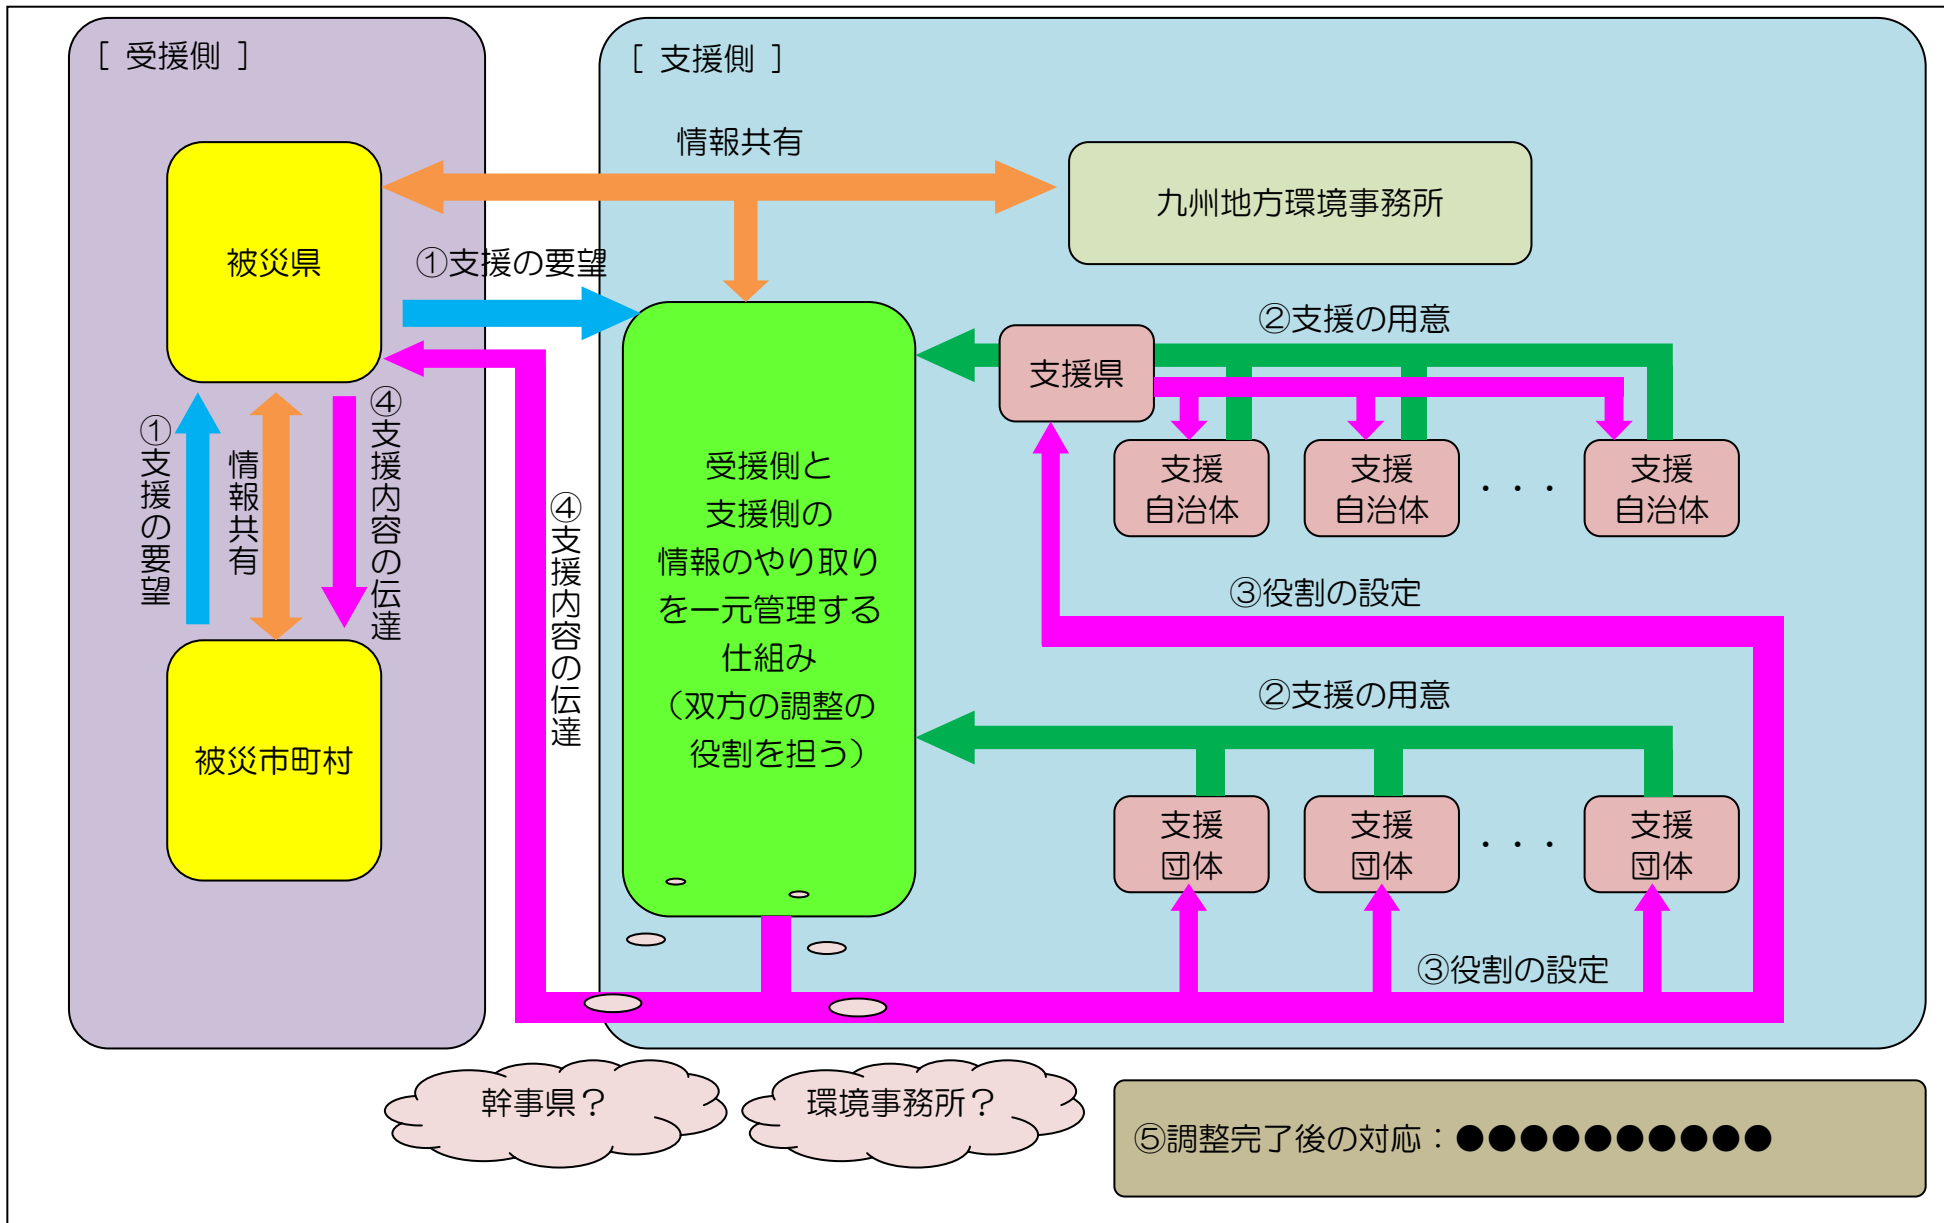 [ 受援側 ]
[ 支援側 ]
情報共有
九州地方環境事務所
被災県
①支援の要望
②支援の用意
支援県
①支援の要望
情報共有
④支援内容の伝達
④支援内容の伝達
受援側と
支援側の
情報のやり取り
を一元管理する
仕組み
（双方の調整の
役割を担う）
支援
自治体
支援
自治体
・・・
支援
自治体
③役割の設定
②支援の用意
被災市町村
支援
団体
支援
団体
・・・
支援
団体
③役割の設定
幹事県？
環境事務所？
⑤調整完了後の対応：●●●●●●●●●●